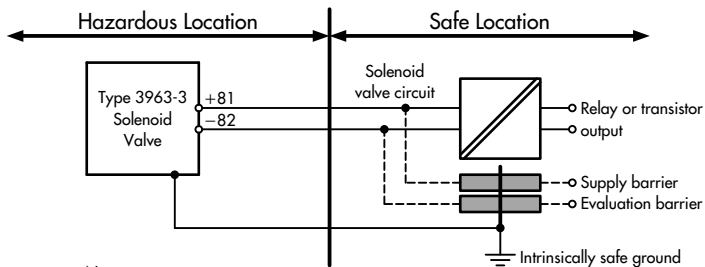 Hazardous Location
Safe Location
Type 3963-3
Solenoid
Valve
+81
−82
Solenoid
valve circuit
Relay or transistor
output
Supply barrier
Evaluation barrier
Intrinsically safe ground